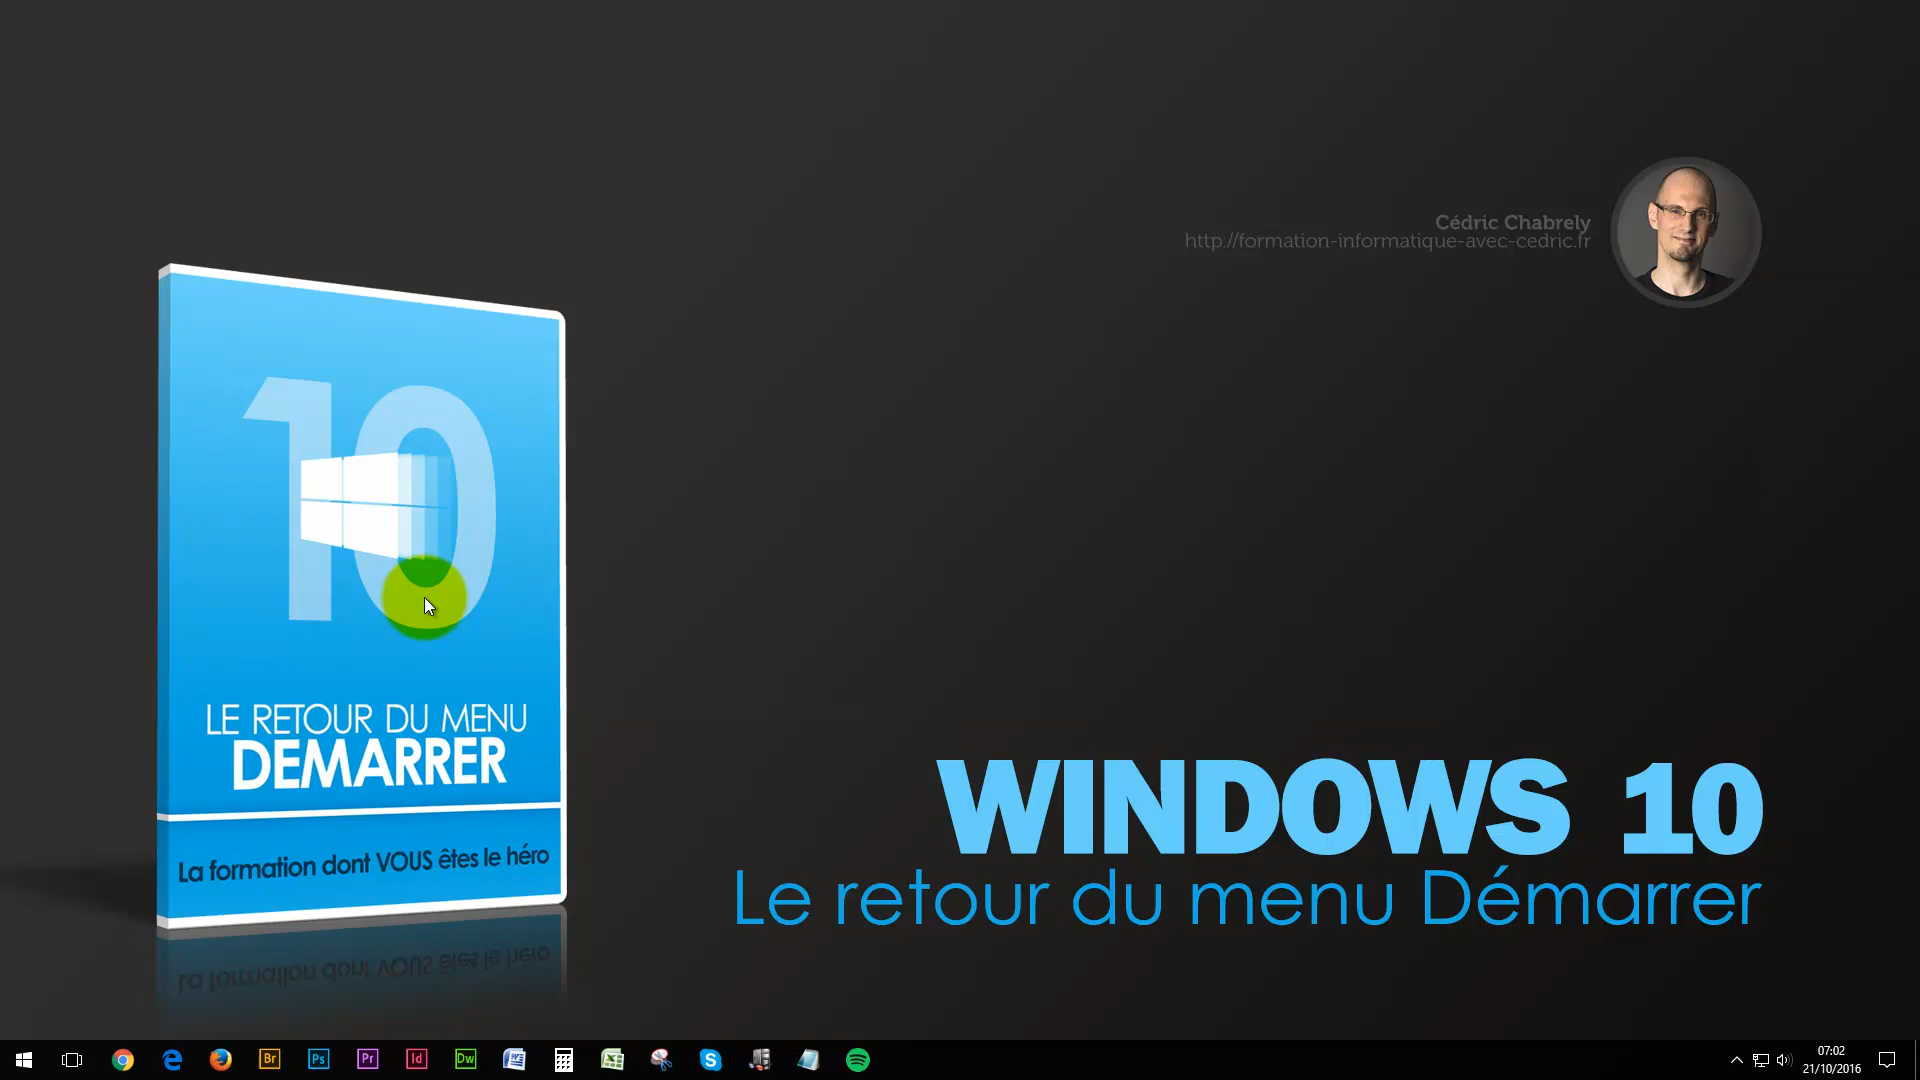 Cédric Chabrely
http://formation-informatique-avec-cedric.fr
10
LE RETOUR DU MENU
DEMARRER
La formation dont VOUS êtes le héro
WINDOWS 10
Le retour du menu Démarrer
Br
Ps
Pr
Id
Dw
07:02
21/10/2016